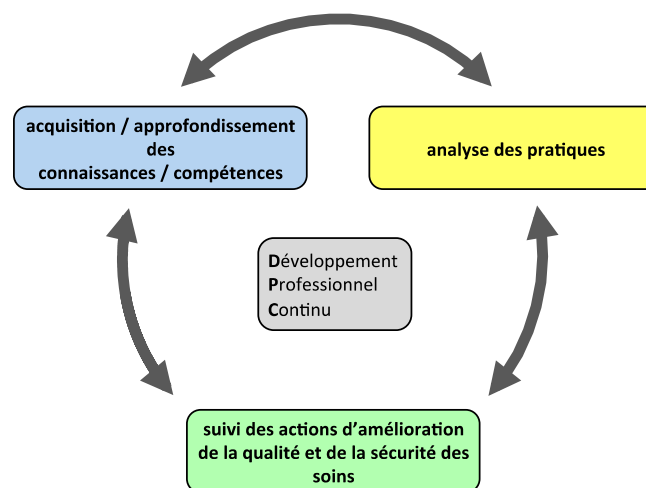 acquisition / approfondissement
des
connaissances / compétences
analyse des pratiques
Développement
Professionnel
Continu
suivi des actions d’amélioration
de la qualité et de la sécurité des
soins